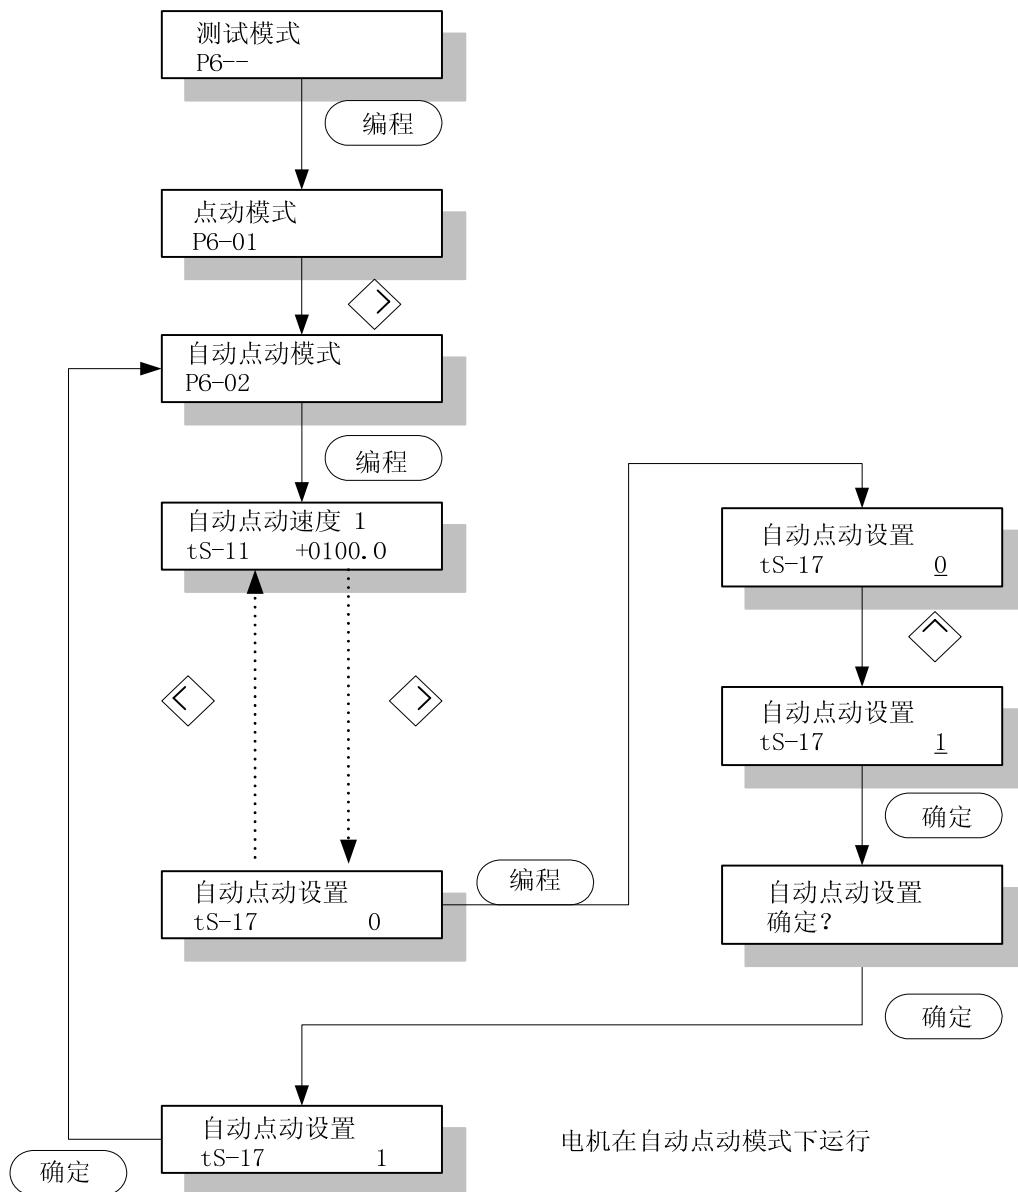 测试模式
P6--
编程
点动模式
P6-01
自动点动模式
P6-02
编程
自动点动速度 1
tS-11 +0100.0
自动点动设置
tS-17 0
编程
自动点动设置
tS-17 0
自动点动设置
tS-17 1
确定
自动点动设置
确定?
确定
自动点动设置
tS-17 1
电机在自动点动模式下运行
确定